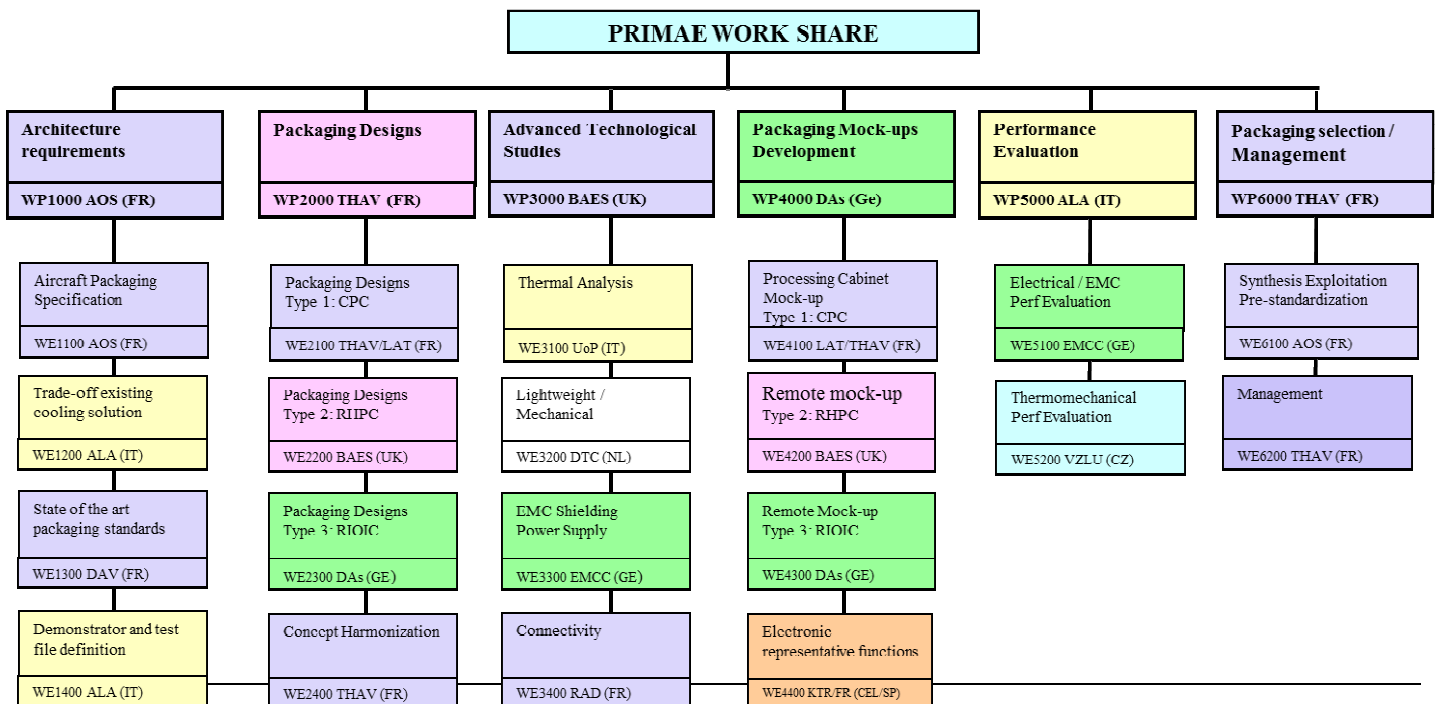 PRIMAE WORK SHARE
Architecture
requirements
WP1000 AOS (FR)
Packaging Designs
WP2000 THAV (FR)
Advanced Technological
Studies
WP3000 BAES (UK)
Packaging Mock-ups
Development
WP4000 DAs (Ge)
Performance
Evaluation
WP5000 ALA (IT)
Packaging selection /
Management
WP6000 THAV (FR)
Aircraft Packaging
Specification
WE1100 AOS (FR)
Trade-off existing
cooling solution
WE1200 ALA (IT)
State of the art
packaging standards
WE1300 DAV (FR)
Demonstrator and test
file definition
WE1400 ALA (IT)
Packaging Designs
Type 1: CPC
WE2100 THAV/LAT (FR)
Packaging Designs
Type 2: RHPC
WE2200 BAES (UK)
Packaging Designs
Type 3: RIOIC
WE2300 DAs (GE)
Concept Harmonization
WE2400 THAV (FR)
Thermal Analysis
WE3100 UoP (IT)
Lightweight /
Mechanical
WE3200 DTC (NL)
EMC Shielding
Power Supply
WE3300 EMCC (GE)
Connectivity
WE3400 RAD (FR)
Processing Cabinet
Mock-up
Type 1: CPC
WE4100 LAT/THAV (FR)
Remote mock-up
Type 2: RHPC
WE4200 BAES (UK)
Remote Mock-up
Type 3: RIOIC
WE4300 DAs (GE)
Electronic
representative functions
WE4400 KTR/FR (CEL/SP)
Electrical / EMC
Perf Evaluation
WE5100 EMCC (GE)
Thermomechanical
Perf Evaluation
WE5200 VZLU (CZ)
Synthesis Exploitation
Pre-standardization
WE6100 AOS (FR)
Management
WE6200 THAV (FR)